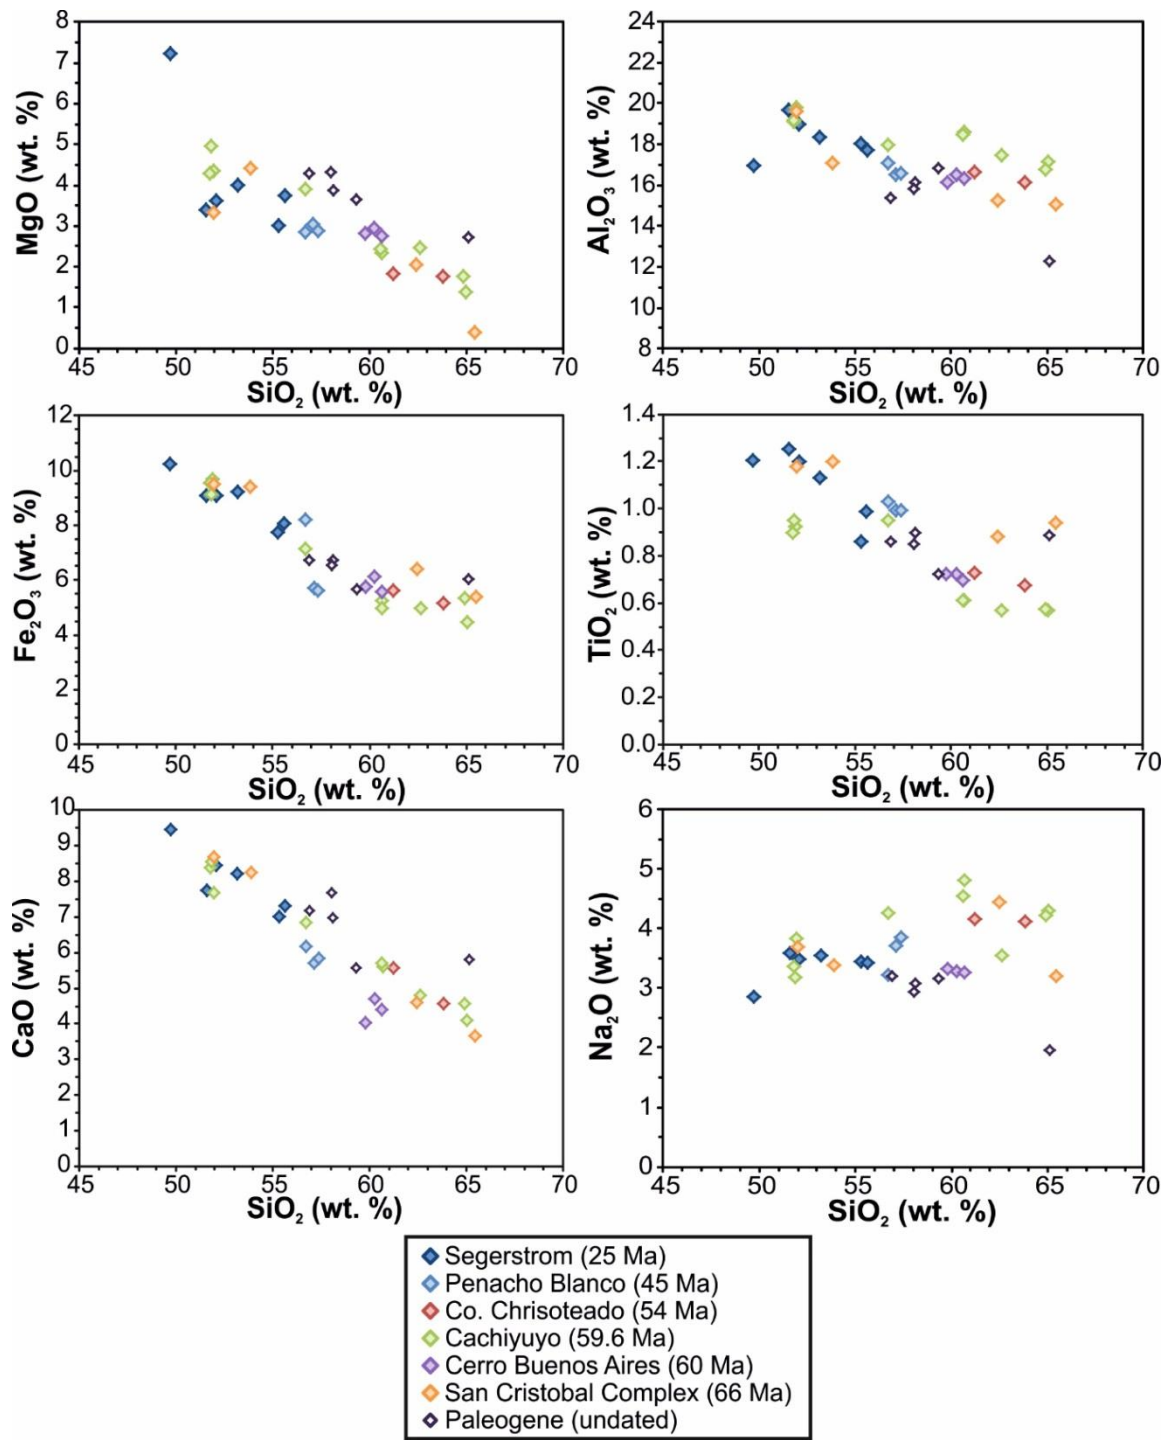 8
7
6
5
4
3
2
1
0
MgO (wt. %)
45 50 55 60 65 70
SiO₂ (wt. %)
24
22
20
18
16
14
12
10
8
Al₂O₃ (wt. %)
45 50 55 60 65 70
SiO₂ (wt. %)
12
10
8
6
4
2
0
Fe₂O₃ (wt. %)
45 50 55 60 65 70
SiO₂ (wt. %)
1.4
1.2
1.0
0.8
0.6
0.4
0.2
0.0
TiO₂ (wt. %)
45 50 55 60 65 70
SiO₂ (wt. %)
10
9
8
7
6
5
4
3
2
1
0
CaO (wt. %)
45 50 55 60 65 70
SiO₂ (wt. %)
6
5
4
3
2
1
0
Na₂O (wt. %)
45 50 55 60 65 70
SiO₂ (wt. %)
Segerstrom (25 Ma)
Penacho Blanco (45 Ma)
Co. Chrisoteado (54 Ma)
Cachiyuyo (59.6 Ma)
Cerro Buenos Aires (60 Ma)
San Cristobal Complex (66 Ma)
Paleogene (undated)